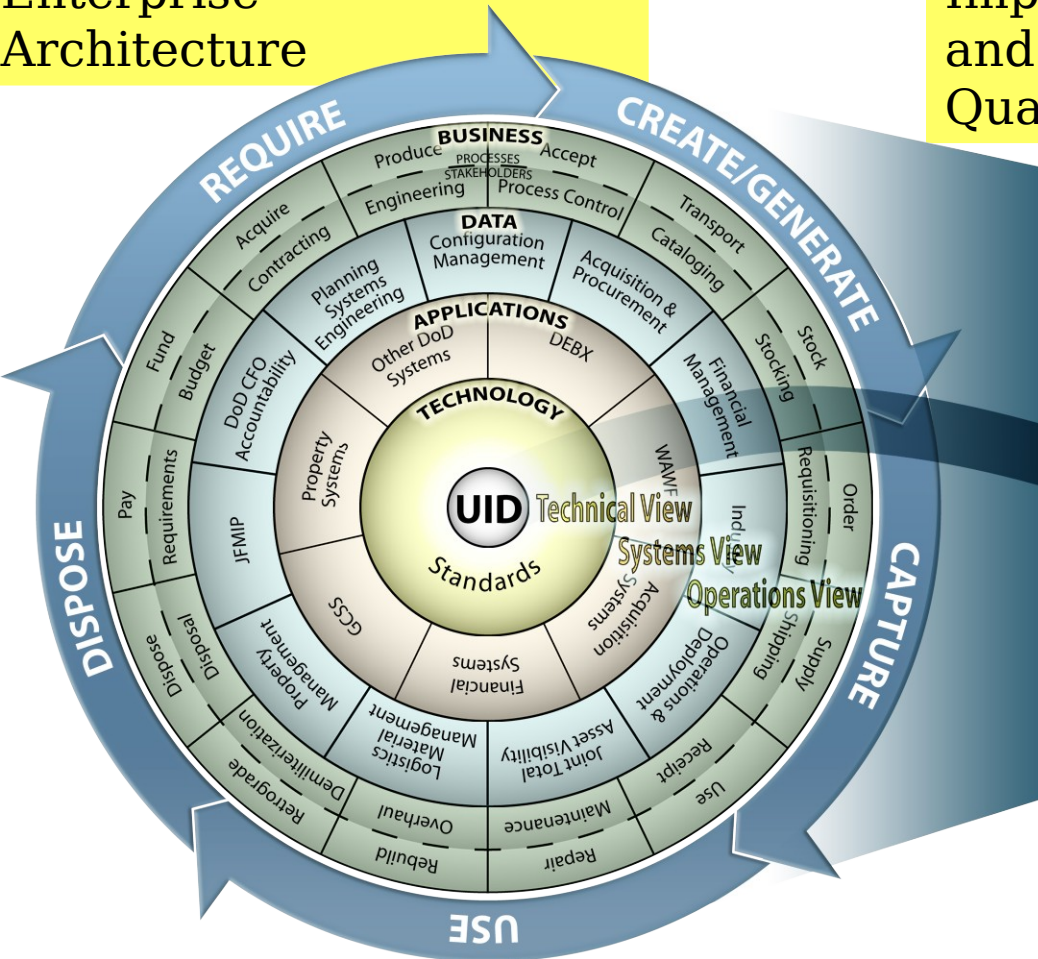 Enterprise
Architecture
and
Qua
REQUIRE
CREATE/GENERATE
CAPTURE
USE
DISPOSE
BUSINESS
PROCESSES
STAKEHOLDERS
Produce
Accept
Transport
Stock
Order
Supply
Use
Repair
Rebuild
Retrograde
Dispose
Pay
Fund
Acquire
Engineering
Process Control
Cataloging
Stocking
Requisitioning
Shipping
Receipt
Maintenance
Overhaul
Demiliterization
Disposal
Requirements
Budget
Contracting
DATA
Configuration
Management
Acquisition &
Procurement
Financial
Management
Industry
Operations &
Deployment
Joint Total
Asset Visibility
Logistics
Material
Management
Property
Management
JFMIP
DoD CFO
Accountability
Planning
Systems
Engineering
APPLICATIONS
Other DoD
Systems
DEBX
WAWF
Acquisition
Systems
Financial
Systems
GCSS
Property
Systems
TECHNOLOGY
UID
Standards
Technical View
Systems View
Operations View